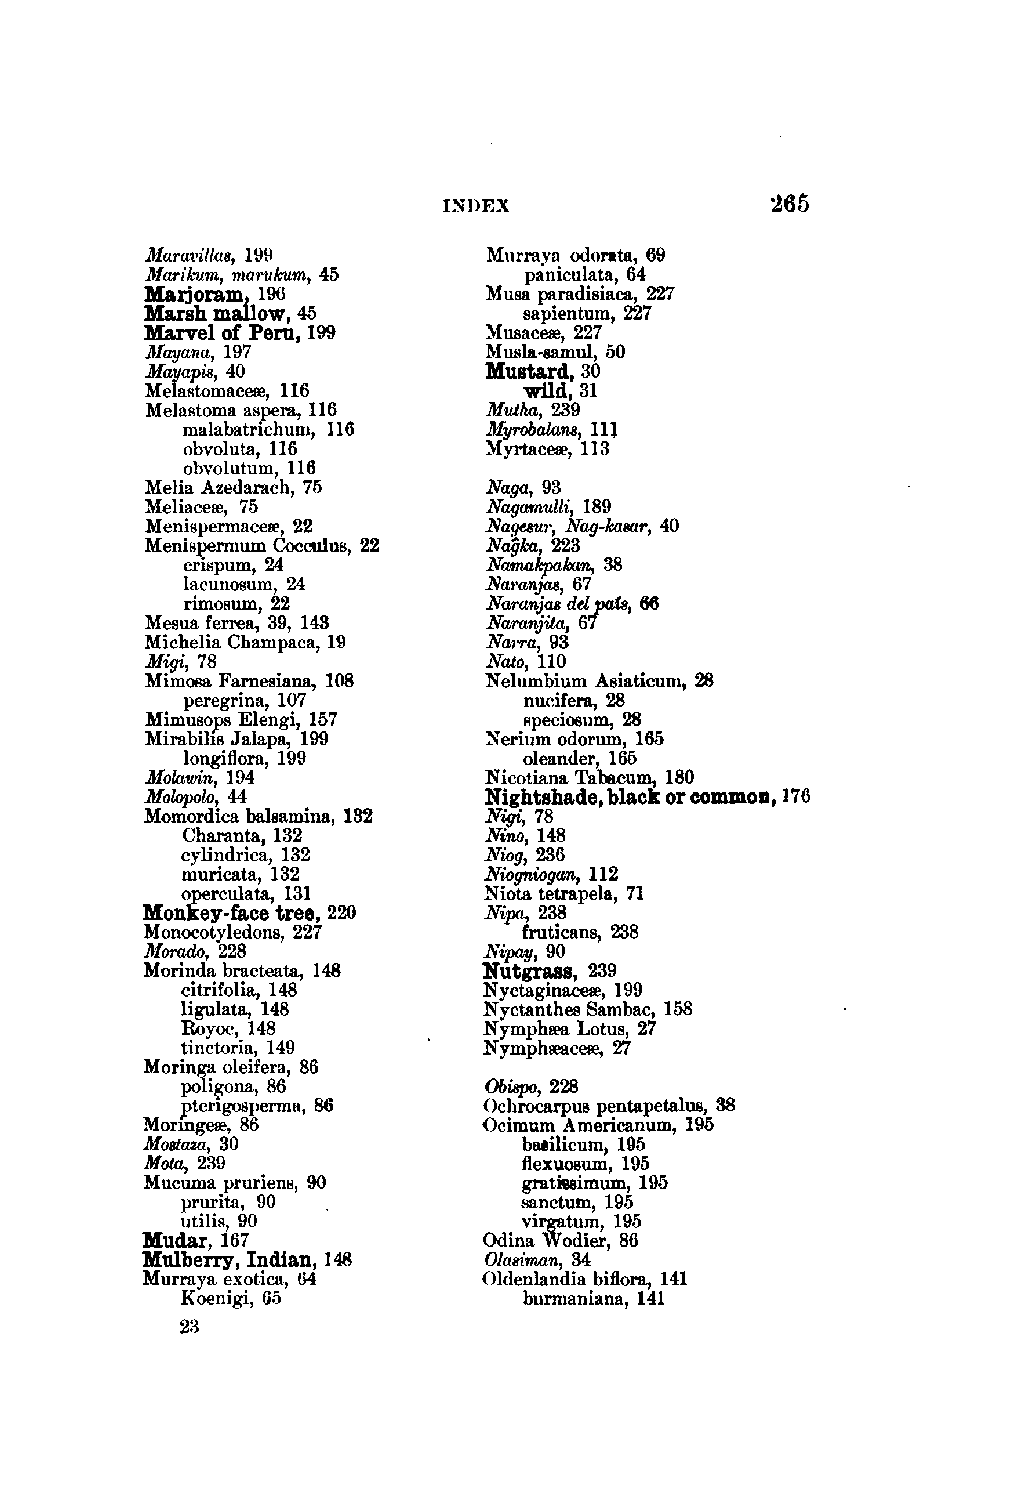 INDEX 265
Maravillas, 199
Marikum, marukum, 45
Marjoram, 196
Marsh mallow, 45
Marvel of Peru, 199
Mayana, 197
Mayapis, 40
Melastomaceæ, 116
Melastoma aspera, 116
malabatrichum, 116
obvoluta, 116
obvolutum, 116
Melia Azedarach, 75
Meliaceæ, 75
Menispermaceæ, 22
Menispermum Cocculus, 22
crispum, 24
lacunosum, 24
rimosum, 22
Mesua ferrea, 39, 143
Michelia Champaca, 19
Migi, 78
Mimosa Farnesiana, 108
peregrina, 107
Mimusops Elengi, 157
Mirabilis Jalapa, 199
longiflora, 199
Molawin, 194
Molopolo, 44
Momordica balsamina, 132
Charanta, 132
cylindrica, 132
muricata, 132
operculata, 131
Monkey-face tree, 220
Monocotyledons, 227
Morado, 228
Morinda bracteata, 148
citrifolia, 148
ligulata, 148
Royoc, 148
tinctoria, 149
Moringa oleifera, 86
poligona, 86
pterigosperma, 86
Moringeæ, 86
Mostaza, 30
Mota, 239
Mucuma pruriens, 90
prurita, 90
utilis, 90
Mudar, 167
Mulberry, Indian, 148
Murraya exotica, 64
Koenigi, 65
23
Murraya odorata, 69
paniculata, 64
Musa paradisiaca, 227
sapientum, 227
Musaceæ, 227
Musla-samul, 50
Mustard, 30
wild, 31
Mutha, 239
Myrobalans, 111
Myrtaceæ, 113
Naga, 93
Nagamulli, 189
Nagesur, Nag-kasar, 40
Nağka, 223
Namakpakan, 38
Naranjas, 67
Naranjas del país, 66
Naranjita, 67
Narra, 93
Nato, 110
Nelumbium Asiaticum, 28
nucifera, 28
speciosum, 28
Nerium odorum, 165
oleander, 165
Nicotiana Tabacum, 180
Nightshade, black or common, 176
Nigi, 78
Nino, 148
Niog, 236
Niogniogan, 112
Niota tetrapela, 71
Nipa, 238
fruticans, 238
Nipay, 90
Nutgrass, 239
Nyctaginaceæ, 199
Nyctanthes Sambac, 158
Nymphæa Lotus, 27
Nymphæaceæ, 27
Obispo, 228
Ochrocarpus pentapetalus, 38
Ocimum Americanum, 195
basilicum, 195
flexuosum, 195
gratissimum, 195
sanctum, 195
virgatum, 195
Odina Wodier, 86
Olasiman, 34
Oldenlandia biflora, 141
burmaniana, 141